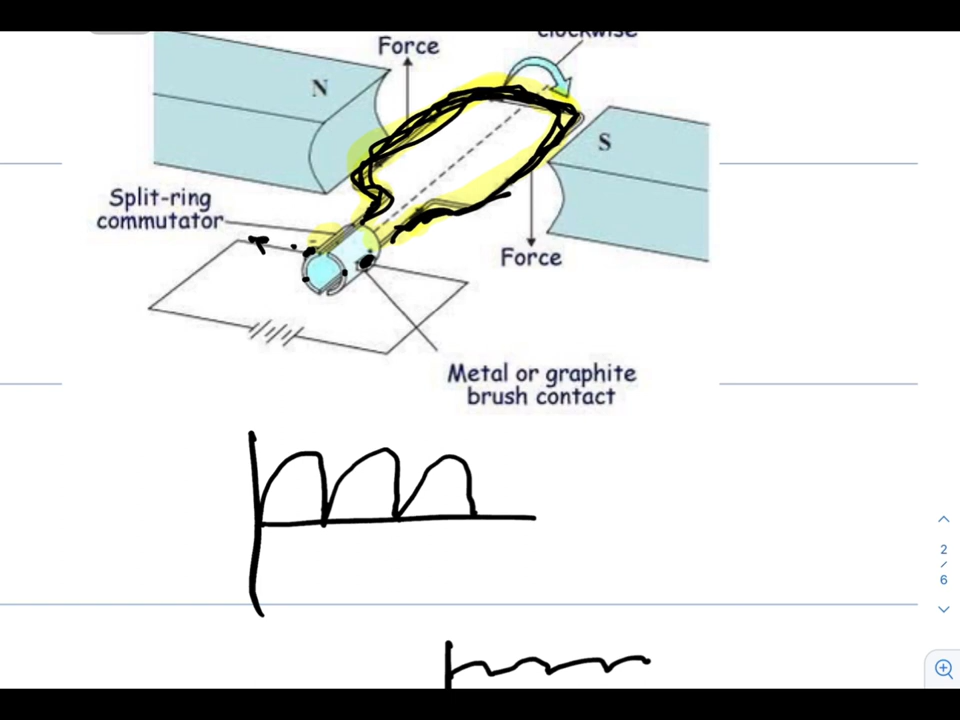 clockwise
Force
N
S
Split-ring
commutator
Force
Metal or graphite
brush contact
2
/
6